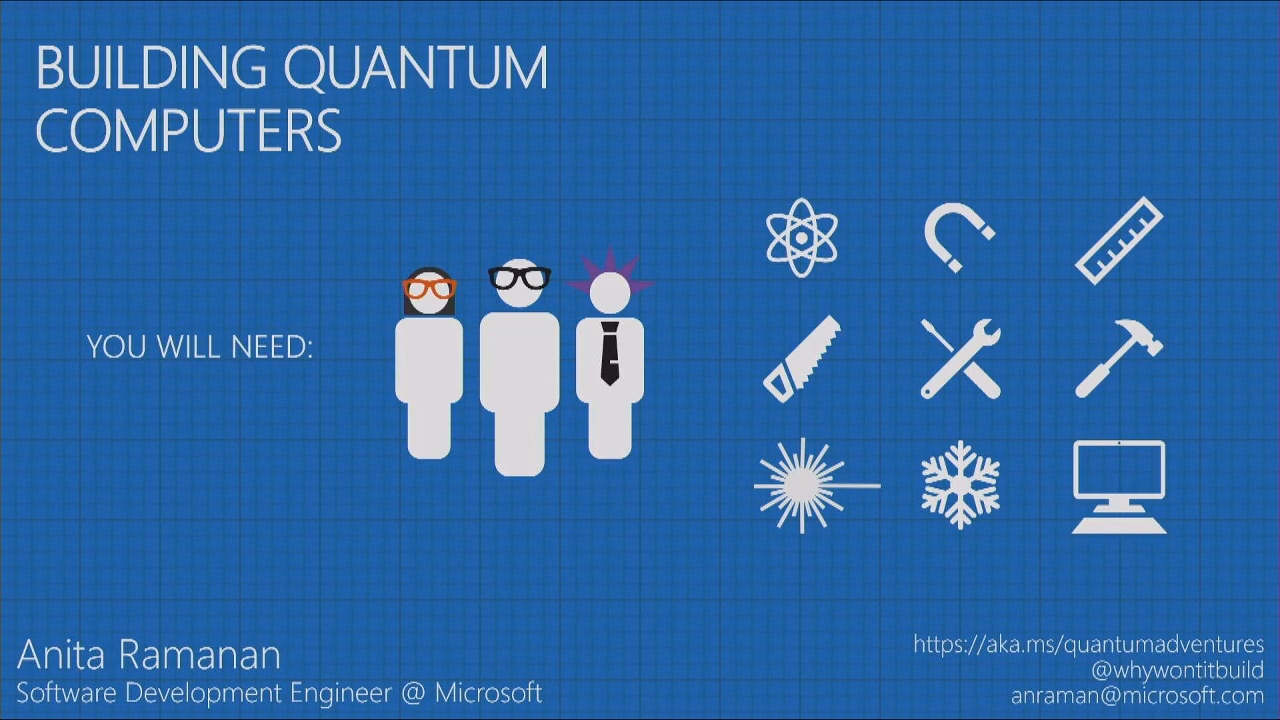 BUILDING QUANTUM
COMPUTERS
YOU WILL NEED:
Anita Ramanan
Software Development Engineer @ Microsoft
https://aka.ms/quantumadventures
@whywontitbuild
anraman@microsoft.com